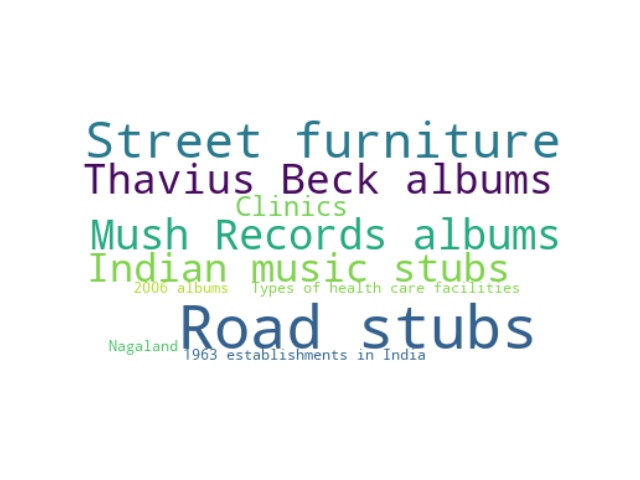 Street furniture
Thavius Beck albums
Clinics
Mush Records albums
Indian music stubs
2006 albums
Types of health care facilities
Road stubs
Nagaland
1963 establishments in India